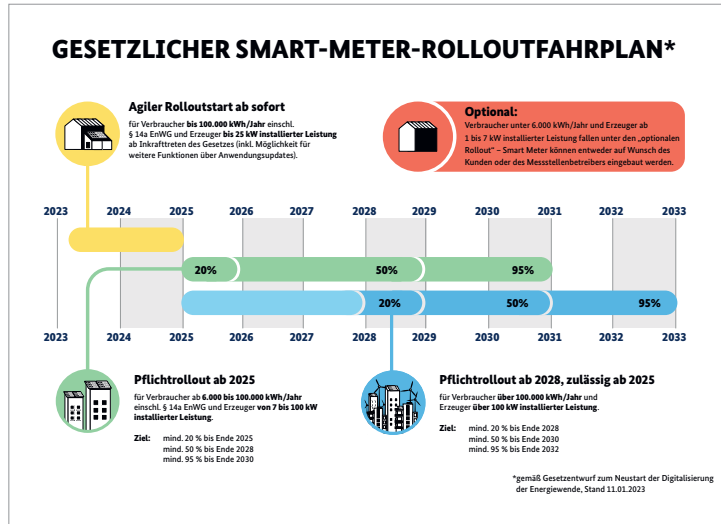 GESETZLICHER SMART-METER-ROLLOUTFAHRPLAN*
Agiler Rolloutstart ab sofort
für Verbraucher bis 100.000 kWh/Jahr einschl.
§ 14a EnWG und Erzeuger bis 25 kW installierter Leistung
ab Inkrafttreten des Gesetzes (inkl. Möglichkeit für
weitere Funktionen über Anwendungsupdates).
Optional:
Verbraucher unter 6.000 kWh/Jahr und Erzeuger ab
1 bis 7 kW installierter Leistung fallen unter den „optionalen
Rollout“ – Smart Meter können entweder auf Wunsch des
Kunden oder des Messstellenbetreibers eingebaut werden.
2023 2024 2025 2026 2027 2028 2029 2030 2031 2032 2033
20% 50% 95%
20% 50% 95%
2023 2024 2025 2026 2027 2028 2029 2030 2031 2032 2033
Pflichtrollout ab 2025
für Verbraucher ab 6.000 bis 100.000 kWh/Jahr
einschl. § 14a EnWG und Erzeuger von 7 bis 100 kW
installierter Leistung.
Ziel: mind. 20 % bis Ende 2025
mind. 50 % bis Ende 2028
mind. 95 % bis Ende 2030
Pflichtrollout ab 2028, zulässig ab 2025
für Verbraucher über 100.000 kWh/Jahr und
Erzeuger über 100 kW installierter Leistung.
Ziel: mind. 20 % bis Ende 2028
mind. 50 % bis Ende 2030
mind. 95 % bis Ende 2032
*gemäß Gesetzentwurf zum Neustart der Digitalisierung
der Energiewende, Stand 11.01.2023